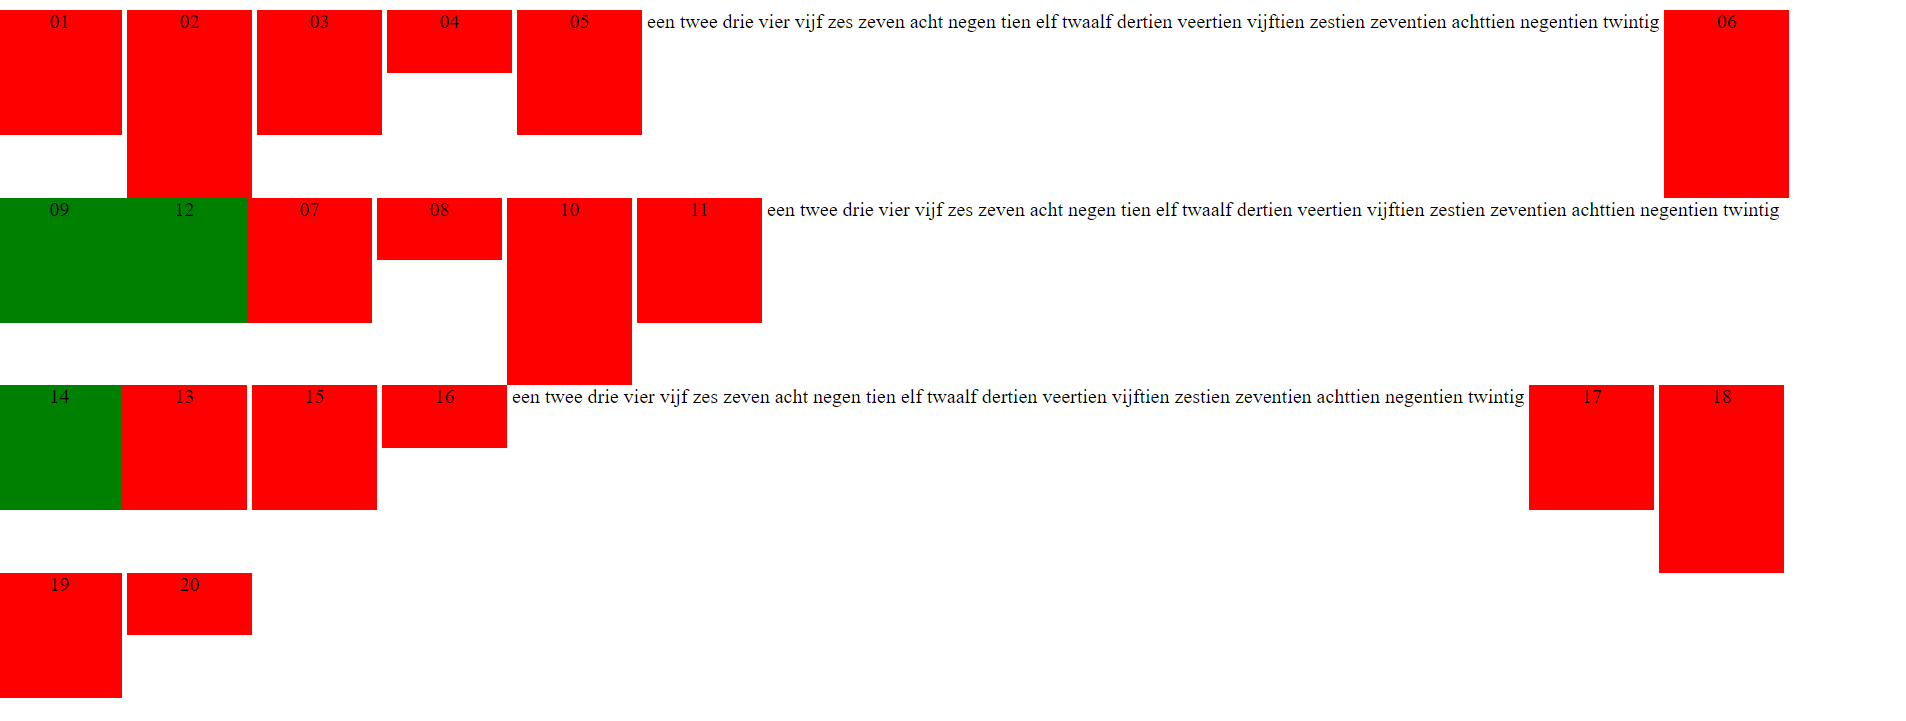 01 02 03 04 05 een twee drie vier vijf zes zeven acht negen tien elf twaalf dertien veertien vijftien zestien zeventien achttien negentien twintig 06
09 12 07 08 10 11 een twee drie vier vijf zes zeven acht negen tien elf twaalf dertien veertien vijftien zestien zeventien achttien negentien twintig
14 13 15 16 een twee drie vier vijf zes zeven acht negen tien elf twaalf dertien veertien vijftien zestien zeventien achttien negentien twintig 17 18
19 20